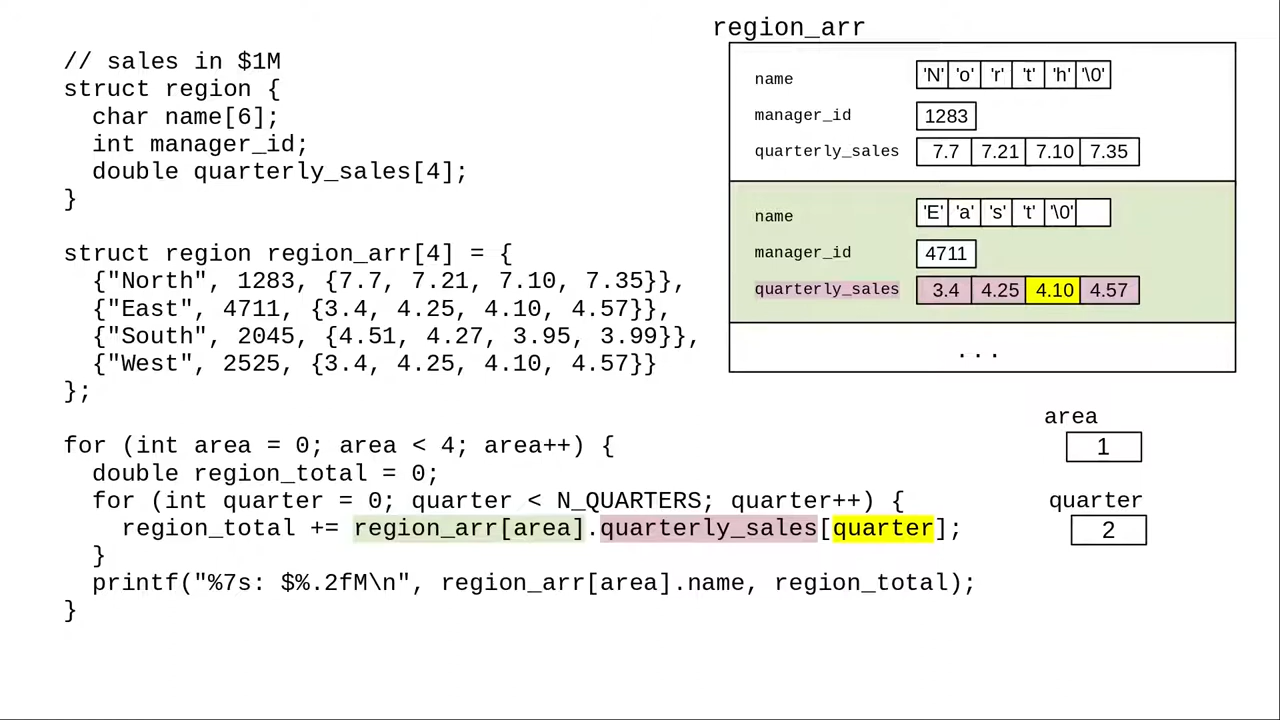 // sales in $1M
struct region {
  char name[6];
  int manager_id;
  double quarterly_sales[4];
}
struct region region_arr[4] = {
  {"North", 1283, {7.7, 7.21, 7.10, 7.35}},
  {"East", 4711, {3.4, 4.25, 4.10, 4.57}},
  {"South", 2045, {4.51, 4.27, 3.95, 3.99}},
  {"West", 2525, {3.4, 4.25, 4.10, 4.57}}
};
for (int area = 0; area < 4; area++) {
  double region_total = 0;
  for (int quarter = 0; quarter < N_QUARTERS; quarter++) {
    region_total += region_arr[area].quarterly_sales[quarter];
  }
  printf("%7s: $%.2fM\n", region_arr[area].name, region_total);
}
region_arr
name 'N' 'o' 'r' 't' 'h' '\0'
manager_id 1283
quarterly_sales 7.7 7.21 7.10 7.35
name 'E' 'a' 's' 't' '\0'
manager_id 4711
quarterly_sales 3.4 4.25 4.10 4.57
...
area
1
quarter
2